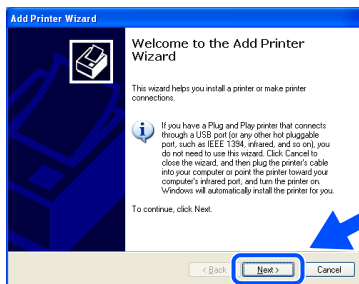 Add Printer Wizard
Welcome to the Add Printer
Wizard
This wizard helps you install a printer or make printer
connections.
If you have a Plug and Play printer that connects
through a USB port (or any other hot pluggable
port, such as IEEE 1394, infrared, and so on), you
do not need to use this wizard. Click Cancel to
close the wizard, and then plug the printer's cable
into your computer or point the printer toward your
computer's infrared port, and turn the printer on.
Windows will automatically install the printer for you.
To continue, click Next.
< Back
Next >
Cancel